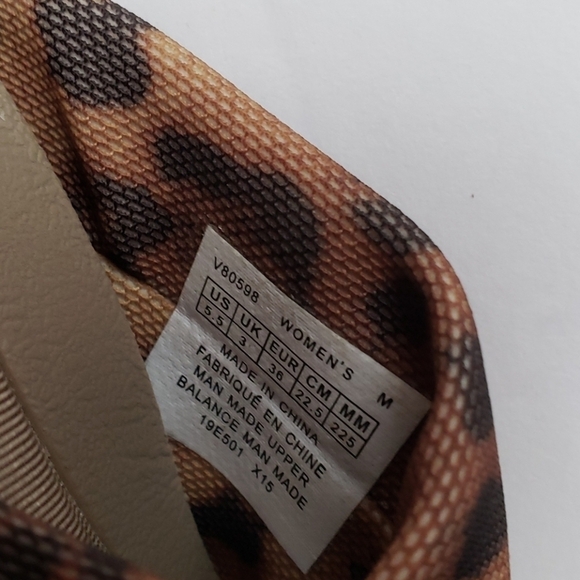 V80598 WOMEN'S M
US UK EUR CM MM
5.5 3 36 22.5 225
MADE IN CHINA
FABRIQUÉ EN CHINE
MAN MADE UPPER
BALANCE MAN MADE
19E501 X15